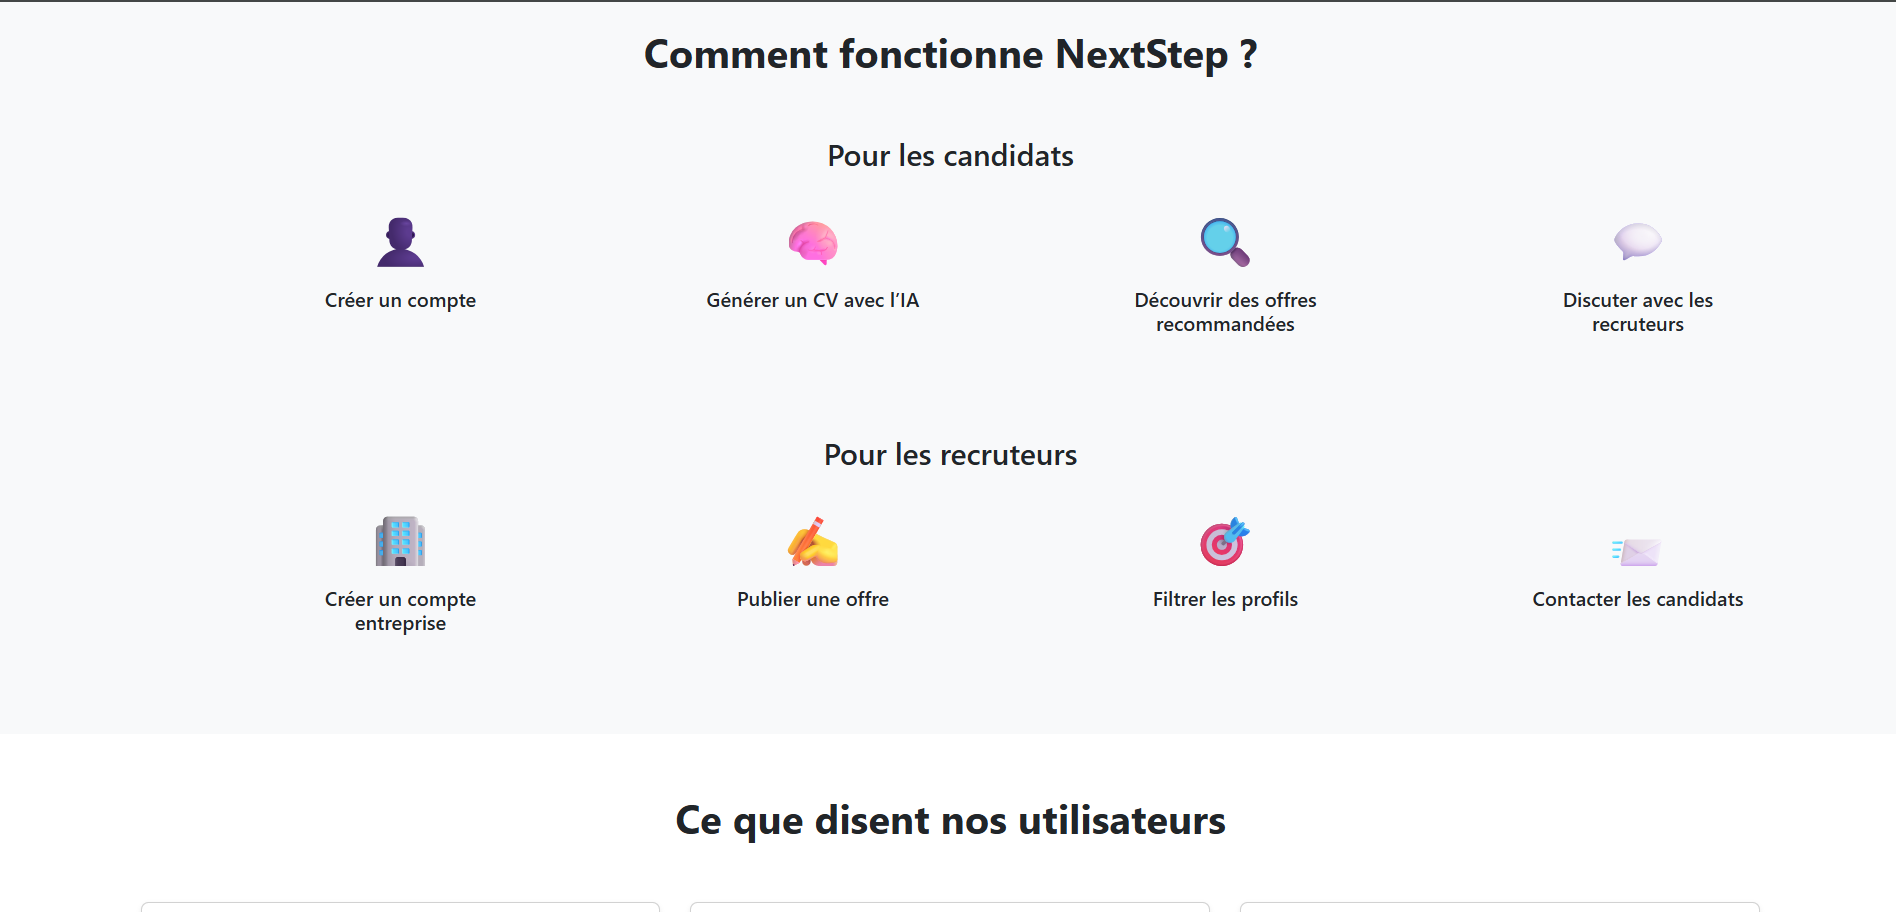 Comment fonctionne NextStep ?
Pour les candidats
Créer un compte
Générer un CV avec l’IA
Découvrir des offres
recommandées
Discuter avec les
recruteurs
Pour les recruteurs
Créer un compte
entreprise
Publier une offre
Filtrer les profils
Contacter les candidats
Ce que disent nos utilisateurs